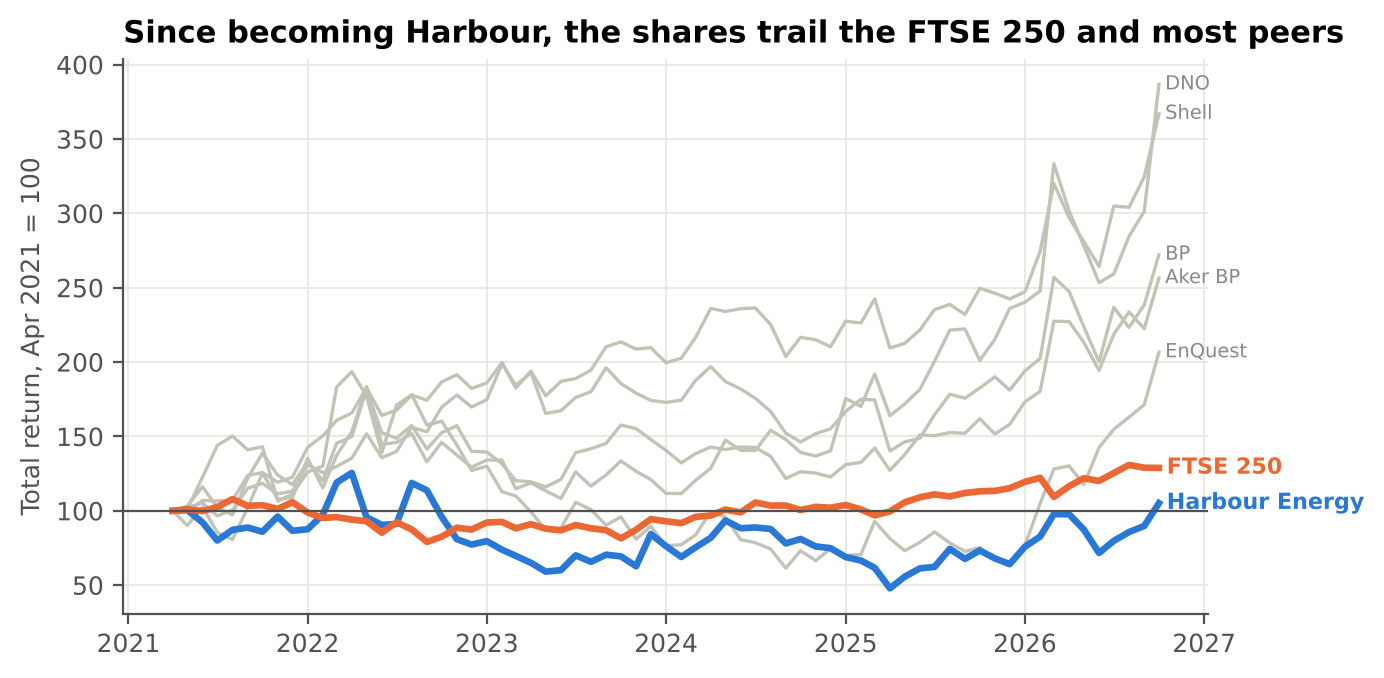 Since becoming Harbour, the shares trail the FTSE 250 and most peers
Total return, Apr 2021 = 100
400
350
300
250
200
150
100
50
2021
2022
2023
2024
2025
2026
2027
DNO
Shell
BP
Aker BP
EnQuest
FTSE 250
Harbour Energy